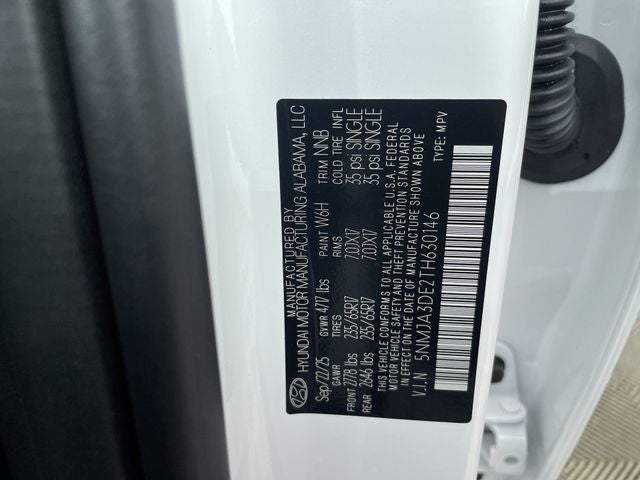 MANUFACTURED BY
HYUNDAI MOTOR MANUFACTURING ALABAMA, LLC
Sep/22/25 PAINT W6H TRIM NNB
GVWR 4777 lbs
GAWR TIRES RIMS COLD TIRE INFL
FRONT 2778 lbs 235/65R17 7.0JX17 35 psi SINGLE
REAR 2646 lbs 235/65R17 7.0JX17 35 psi SINGLE
THIS VEHICLE CONFORMS TO ALL APPLICABLE U.S.A. FEDERAL
MOTOR VEHICLE SAFETY AND THEFT PREVENTION STANDARDS
IN EFFECT ON THE DATE OF MANUFACTURE SHOWN ABOVE
V.I.N 5NMJA3DE2TH630146 TYPE: MPV